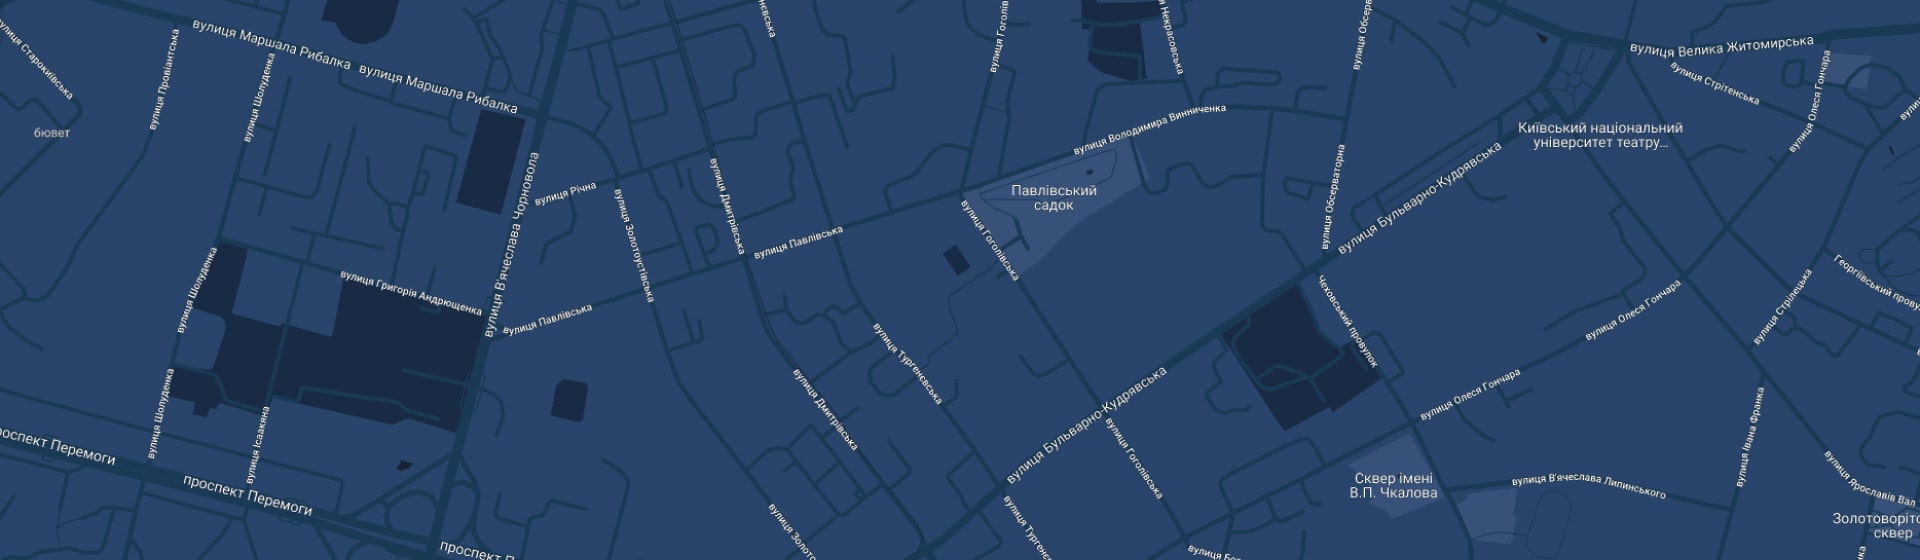 вулиця Старокиївська
бювет
вулиця Провіантська
вулиця Маршала Рибалка
вулиця Маршала Рибалка
вулиця Шолуденка
вулиця Шолуденка
вулиця Шолуденка
вулиця Григорія Андрющенка
вулиця Ісаакяна
проспект Перемоги
проспект Перемоги
вулиця В'ячеслава Чорновола
вулиця Річна
вулиця Золотоустівська
вулиця Павлівська
вулиця Павлівська
вулиця Дмитрівська
вулиця Дмитрівська
вулиця Тургенєвська
вулиця Гоголівська
вулиця Гоголівська
вулиця Володимира Винниченка
Павлівський
садок
вулиця Обсерваторна
вулиця Бульварно-Кудрявська
вулиця Бульварно-Кудрявська
Чеховський провулок
вулиця Велика Житомирська
вулиця Стрітенська
вулиця Олеся Гончара
вулиця Олеся Гончара
вулиця Олеся Гончара
Київський національний
університет театру...
вулиця Стрілецька
Георгіївський прову
вулиця Івана Франка
вулиця В'ячеслава Липинського
вулиця Ярославів Вал
Сквер імені
В.П. Чкалова
Золотоворітс
сквер